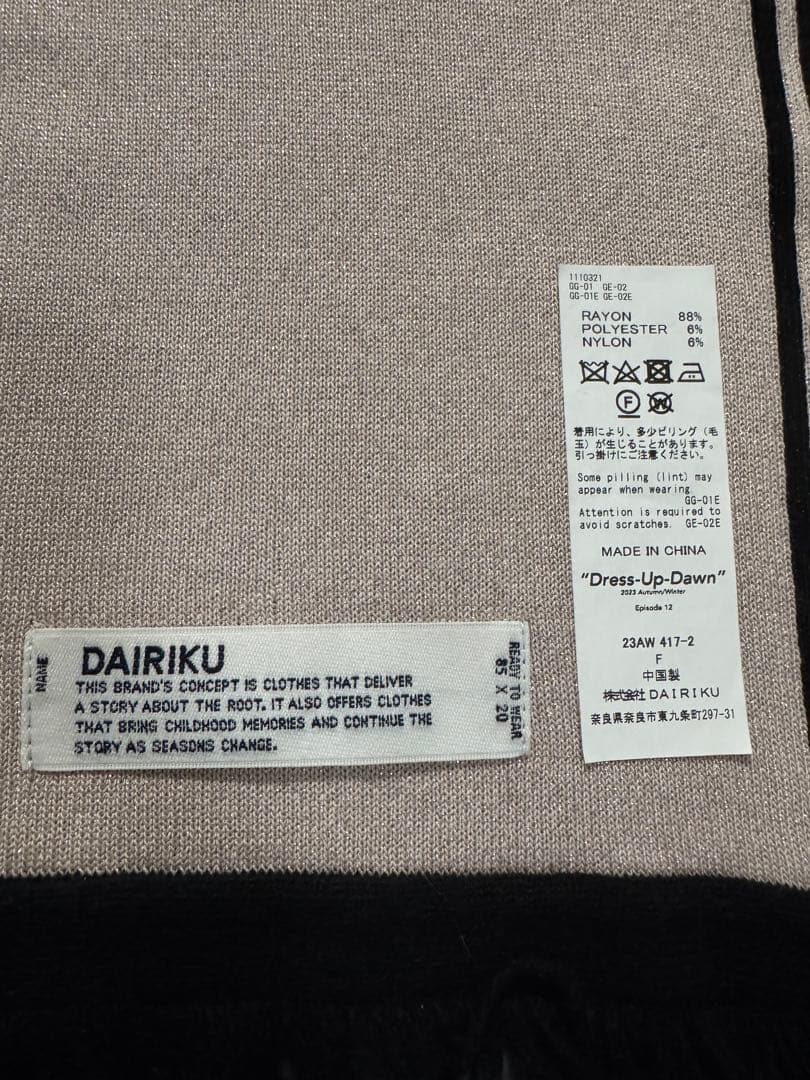 1110321
GG-01 GE-02
GG-01E GE-02E
RAYON 88%
POLYESTER 6%
NYLON 6%
F
W
着用により、多少ピリング（毛
玉）が生じることがあります。
引っ掛けにご注意ください。
Some pilling (lint) may
appear when wearing
GG-01E
Attention is required to
avoid scratches. GE-02E
MADE IN CHINA
"Dress-Up-Dawn"
2023 Autumn/Winter
Episode 12
23AW 417-2
F
中国製
株式会社 DAIRIKU
奈良県奈良市東九条町297-31
NAME
DAIRIKU
THIS BRAND'S CONCEPT IS CLOTHES THAT DELIVER
A STORY ABOUT THE ROOT. IT ALSO OFFERS CLOTHES
THAT BRING CHILDHOOD MEMORIES AND CONTINUE THE
STORY AS SEASONS CHANGE.
READY TO WEAR
85 X 20